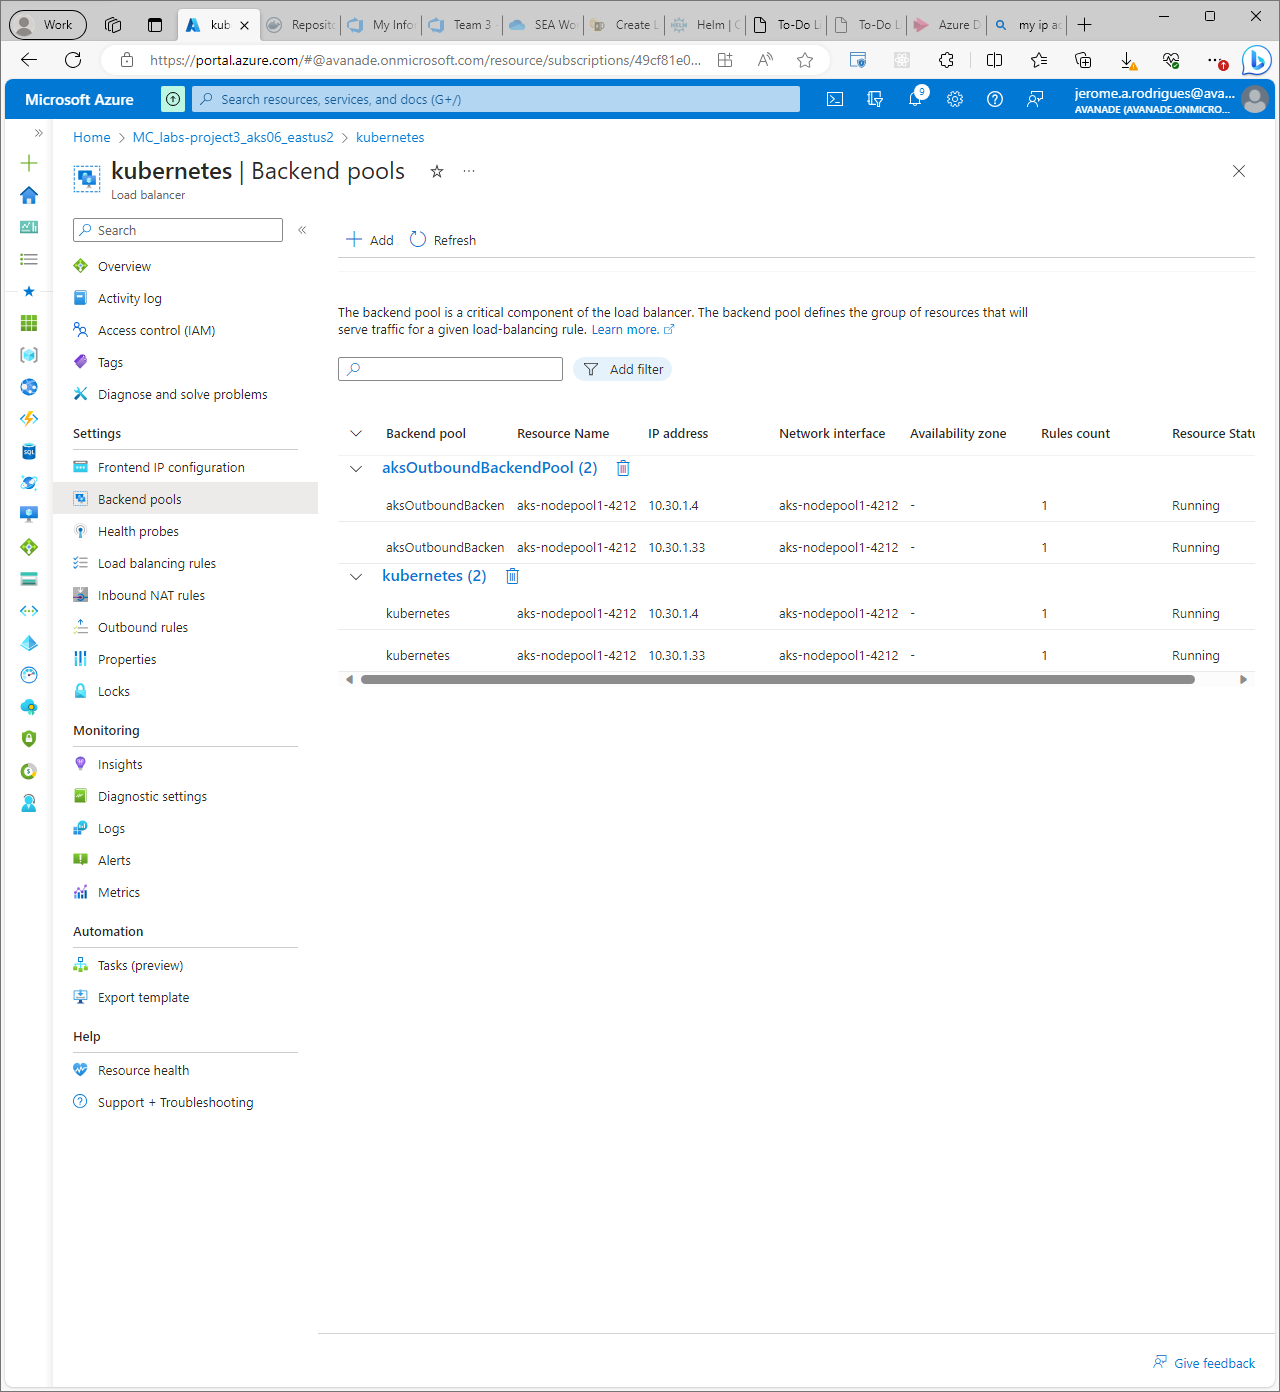 Work
kub
Reposito
My Infor
Team 3 -
SEA Wo
Create L
Helm | C
To-Do Li
To-Do L
Azure D
my ip ad
https://portal.azure.com/#@avanade.onmicrosoft.com/resource/subscriptions/49cf81e0...
Microsoft Azure
Search resources, services, and docs (G+/)
9
jerome.a.rodrigues@ava...
AVANADE (AVANADE.ONMICRO...
Home > MC_labs-project3_aks06_eastus2 > kubernetes
kubernetes | Backend pools
Load balancer
Search
Overview
Activity log
Access control (IAM)
Tags
Diagnose and solve problems
Settings
Frontend IP configuration
Backend pools
Health probes
Load balancing rules
Inbound NAT rules
Outbound rules
Properties
Locks
Monitoring
Insights
Diagnostic settings
Logs
Alerts
Metrics
Automation
Tasks (preview)
Export template
Help
Resource health
Support + Troubleshooting
Add Refresh
The backend pool is a critical component of the load balancer. The backend pool defines the group of resources that will
serve traffic for a given load-balancing rule. Learn more.
Add filter
Backend pool Resource Name IP address Network interface Availability zone Rules count Resource Statu
aksOutboundBackendPool (2)
aksOutboundBacken aks-nodepool1-4212 10.30.1.4 aks-nodepool1-4212 - 1 Running
aksOutboundBacken aks-nodepool1-4212 10.30.1.33 aks-nodepool1-4212 - 1 Running
kubernetes (2)
kubernetes aks-nodepool1-4212 10.30.1.4 aks-nodepool1-4212 - 1 Running
kubernetes aks-nodepool1-4212 10.30.1.33 aks-nodepool1-4212 - 1 Running
Give feedback